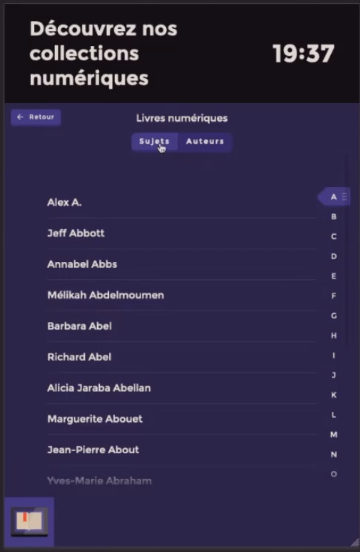 Découvrez nos
collections
numériques
19:37
← Retour
Livres numériques
Sujets Auteurs
Alex A.
Jeff Abbott
Annabel Abbs
Mélikah Abdelmoumen
Barbara Abel
Richard Abel
Alicia Jaraba Abellan
Marguerite Abouet
Jean-Pierre About
Yves-Marie Abraham
A
B
C
D
E
F
G
H
I
J
K
L
M
N
O